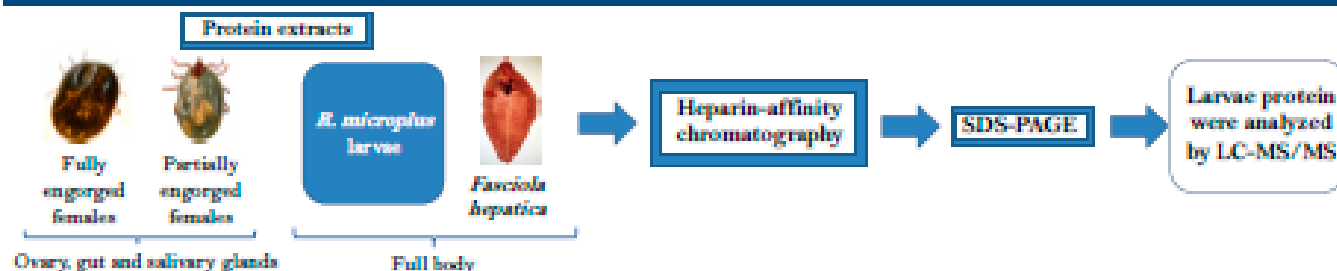 Protein extracts
Fully
engorged
females
Partially
engorged
females
Ovary, gut and salivary glands
R. microplus
larvae
Fasciola
hepatica
Full body
Heparin-affinity
chromatography
SDS-PAGE
Larvae protein
were analyzed
by LC-MS/MS